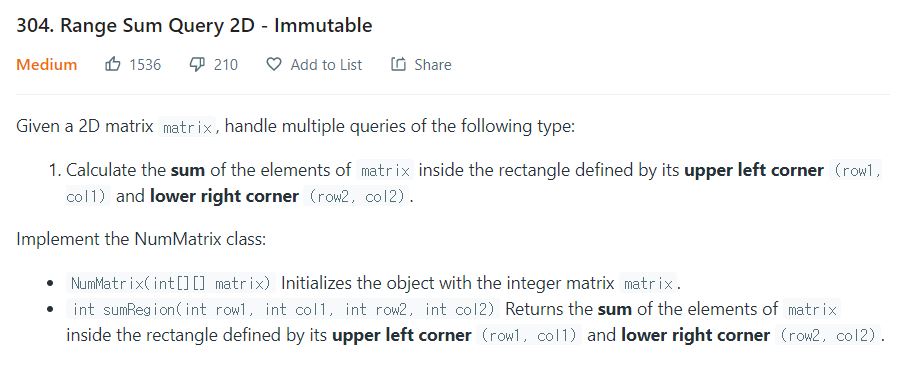 304. Range Sum Query 2D - Immutable
Medium 1536 210 Add to List Share
Given a 2D matrix matrix, handle multiple queries of the following type:
1. Calculate the sum of the elements of matrix inside the rectangle defined by its upper left corner (row1,
col1) and lower right corner (row2, col2).
Implement the NumMatrix class:
• NumMatrix(int[][] matrix) Initializes the object with the integer matrix matrix.
• int sumRegion(int row1, int col1, int row2, int col2) Returns the sum of the elements of matrix
inside the rectangle defined by its upper left corner (row1, col1) and lower right corner (row2, col2).